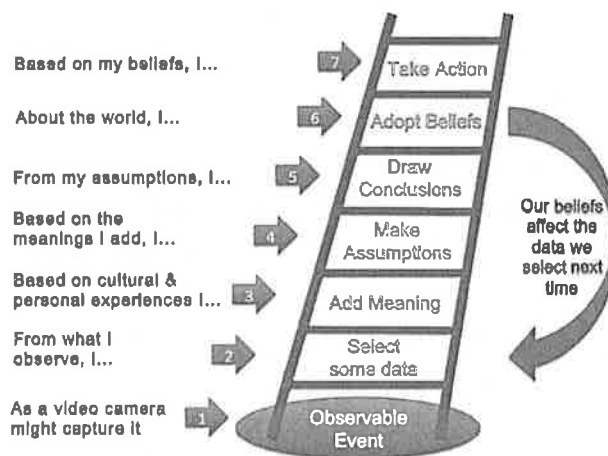 Based on my beliefs, I...
7
Take Action
About the world, I...
6
Adopt Beliefs
From my assumptions, I...
5
Draw
Conclusions
Based on the
meanings I add, I...
4
Make
Assumptions
Based on cultural &
personal experiences I...
3
Add Meaning
From what I
observe, I...
2
Select
some data
As a video camera
might capture it
1
Observable
Event
Our beliefs
affect the
data we
select next
time